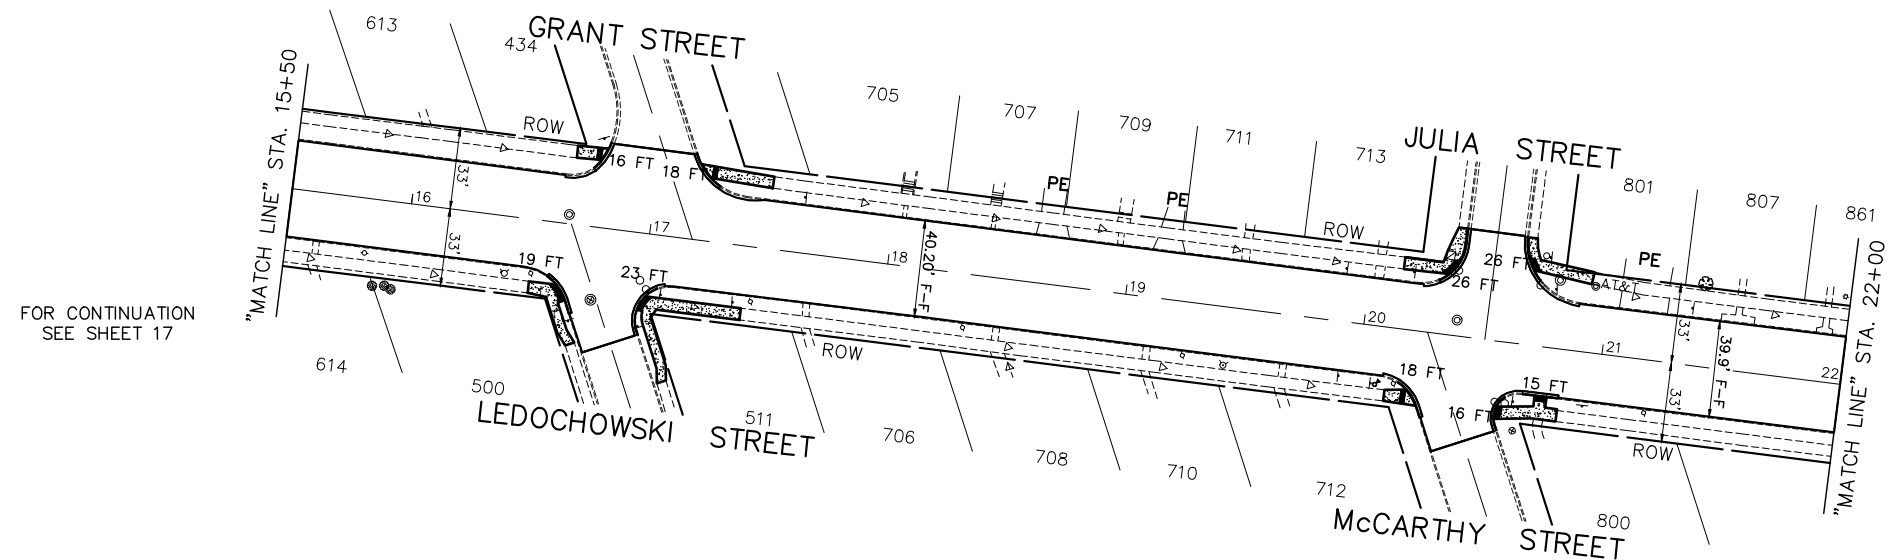 613
434
GRANT STREET
"MATCH LINE" STA. 15+50
ROW
16 FT
18 FT
705
707
709
711
713
JULIA STREET
801
807
861
PE
PE
ROW
PE
AT&T
26 FT
26 FT
33'
33'
16
17
18
19
20
21
22
40.20' F-F
33'
33'
39.9' F-F
"MATCH LINE" STA. 22+00
19 FT
23 FT
FOR CONTINUATION
SEE SHEET 17
ROW
18 FT
15 FT
16 FT
ROW
614
500
LEDOCHOWSKI STREET
511
706
708
710
712
McCARTHY STREET
800